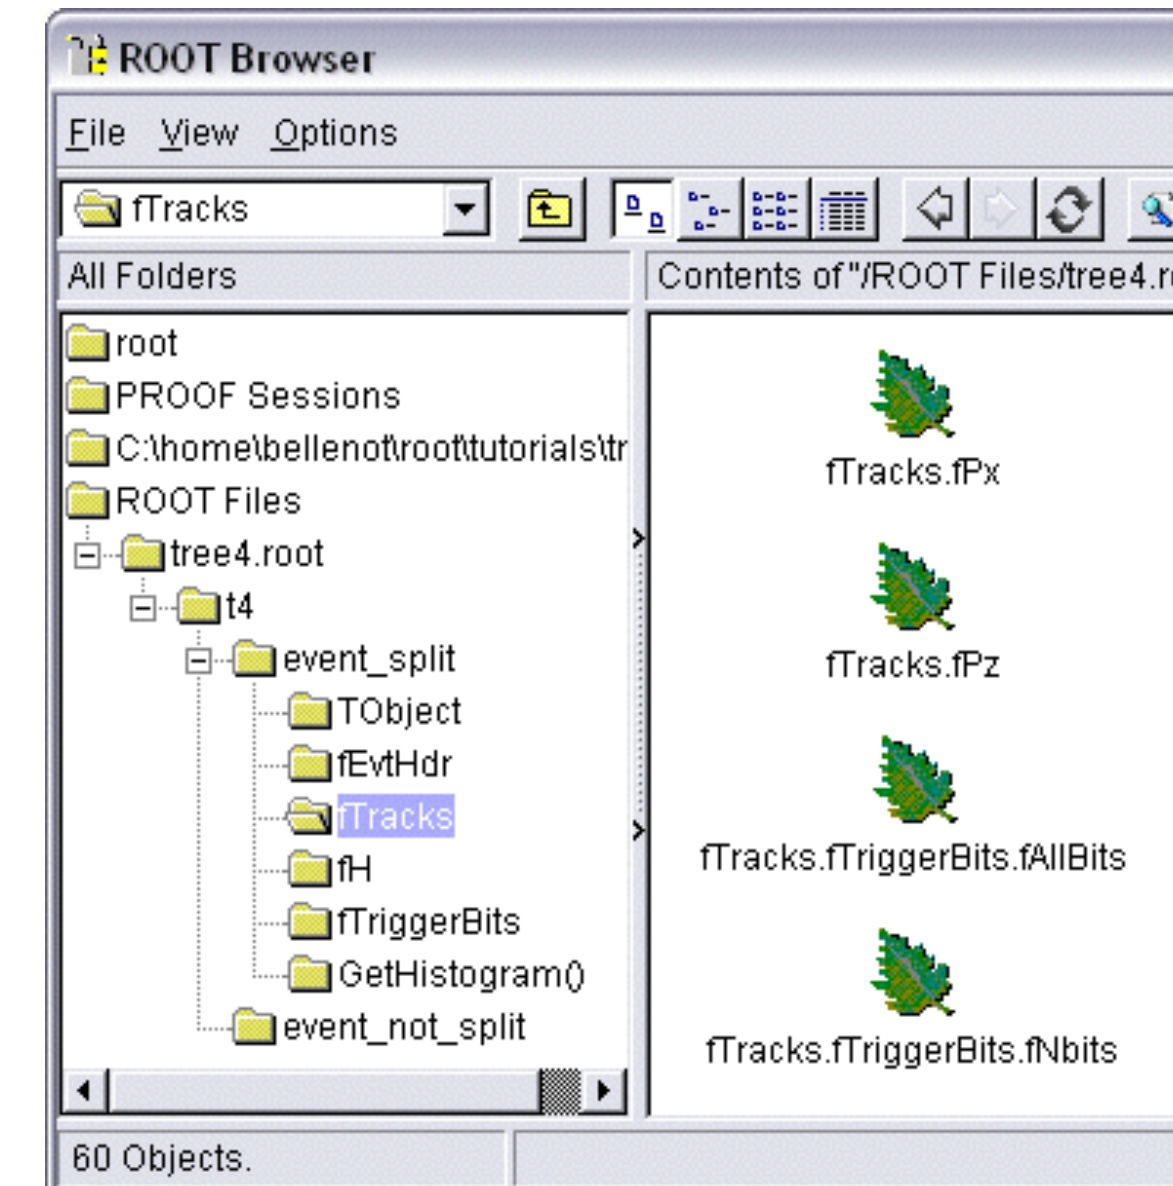 ROOT Browser
File View Options
fTracks
All Folders
Contents of "/ROOT Files/tree4.r
root
PROOF Sessions
C:\home\bellenot\root\tutorials\tr
ROOT Files
tree4.root
t4
event_split
TObject
fEvtHdr
fTracks
fH
fTriggerBits
GetHistogram()
event_not_split
fTracks.fPx
fTracks.fPz
fTracks.fTriggerBits.fAllBits
fTracks.fTriggerBits.fNbits
60 Objects.